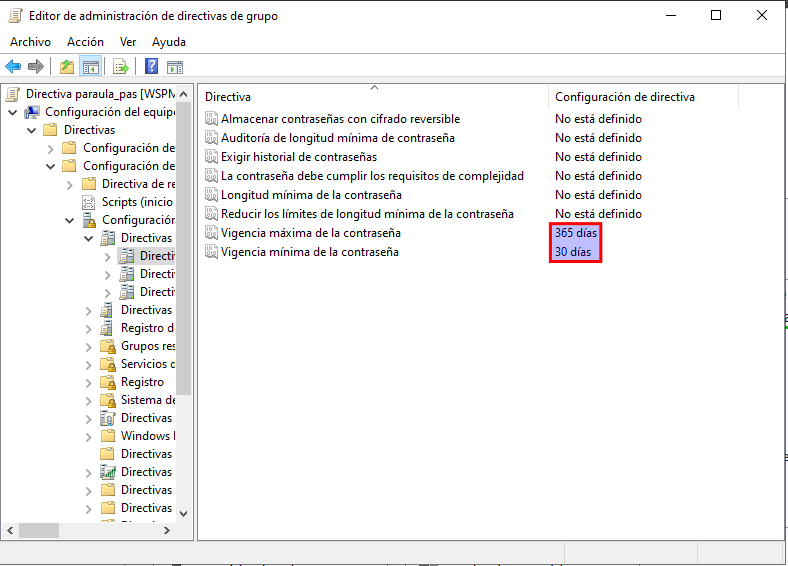 Editor de administración de directivas de grupo
Archivo Acción Ver Ayuda
Directiva paraula_pas [WSPM
Configuración del equipo
Directivas
Configuración de
Configuración de
Directiva de re
Scripts (inicio
Configuración
Directivas
Directi
Directi
Directi
Directivas
Registro d
Grupos res
Servicios d
Registro
Sistema de
Directivas
Windows
Directivas
Directivas
Directivas
Directivas
Directiva Configuración de directiva
Almacenar contraseñas con cifrado reversible No está definido
Auditoría de longitud mínima de contraseña No está definido
Exigir historial de contraseñas No está definido
La contraseña debe cumplir los requisitos de complejidad No está definido
Longitud mínima de la contraseña No está definido
Reducir los límites de longitud mínima de la contraseña No está definido
Vigencia máxima de la contraseña 365 días
Vigencia mínima de la contraseña 30 días